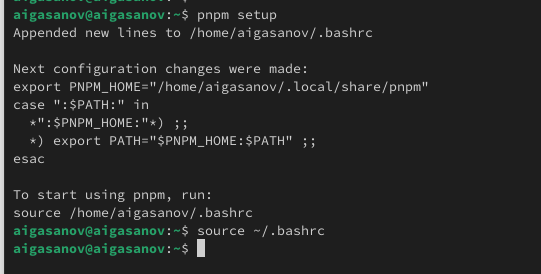 aigasanov@aigasanov:~$ pnpm setup
Appended new lines to /home/aigasanov/.bashrc

Next configuration changes were made:
export PNPM_HOME="/home/aigasanov/.local/share/pnpm"
case ":$PATH:" in
  *":$PNPM_HOME:"*) ;;
  *) export PATH="$PNPM_HOME:$PATH" ;;
esac

To start using pnpm, run:
source /home/aigasanov/.bashrc
aigasanov@aigasanov:~$ source ~/.bashrc
aigasanov@aigasanov:~$